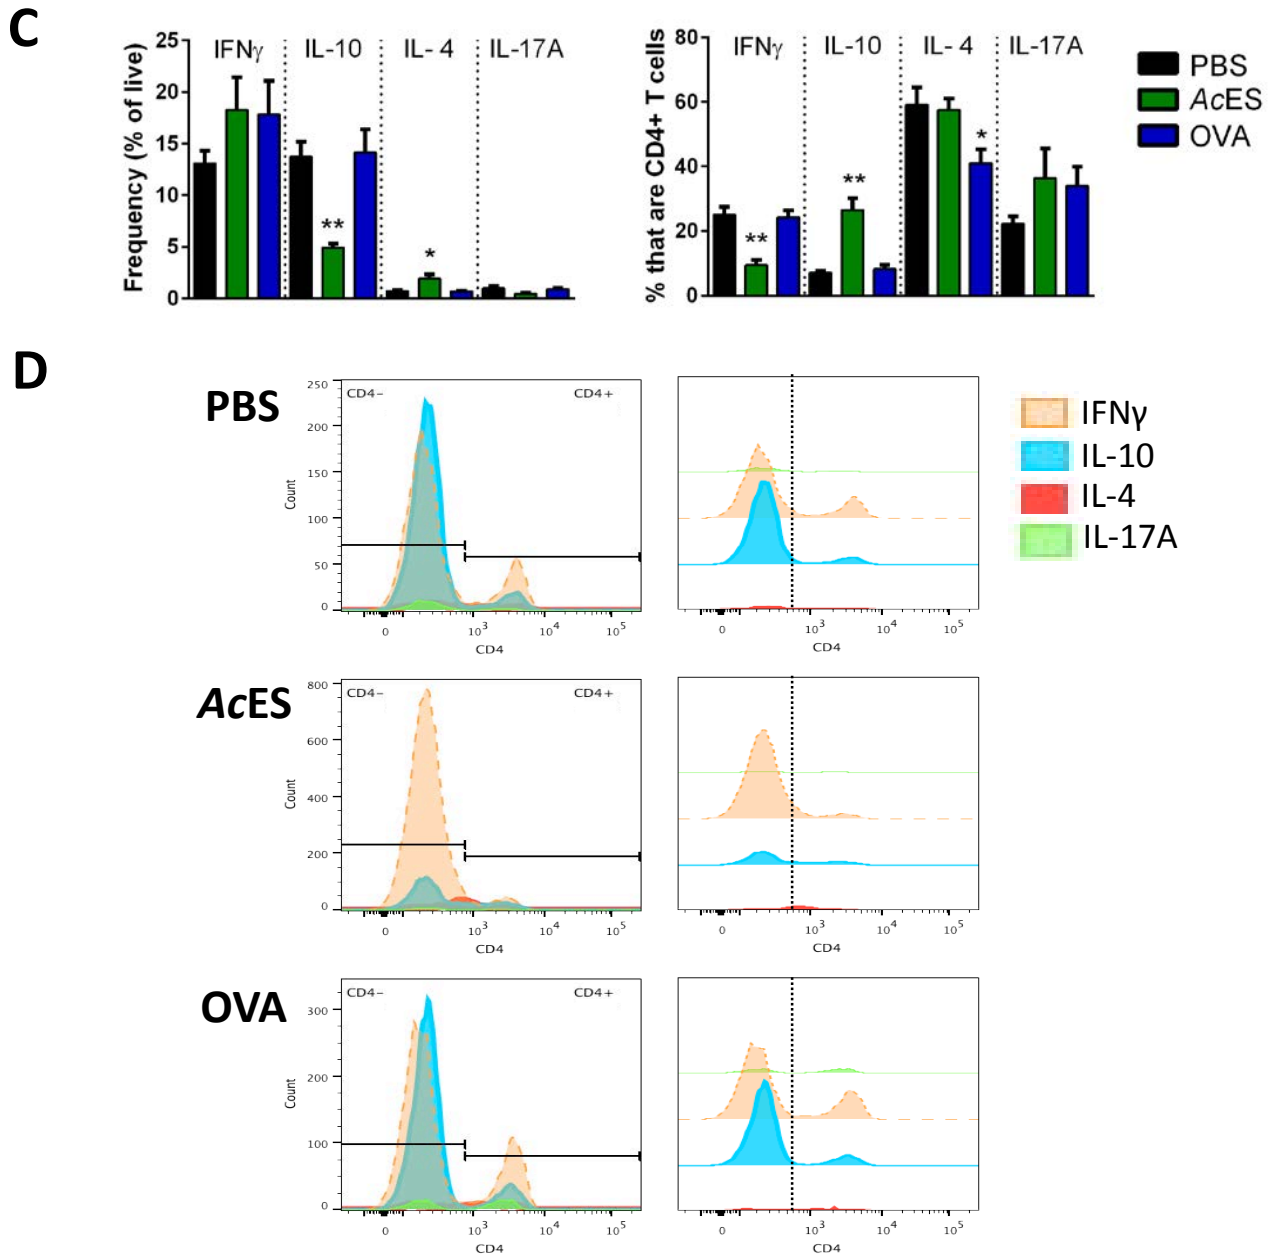 C
Frequency (% of live)
25
20
15
10
5
0
IFNγ IL-10 IL- 4 IL-17A
** *
% that are CD4+ T cells
80
60
40
20
0
IFNγ IL-10 IL- 4 IL-17A
** ** *
PBS
AcES
OVA
D
PBS
Count
250
200
150
100
50
0
CD4– CD4+
0 10³ 10⁴ 10⁵
CD4
0 10³ 10⁴ 10⁵
CD4
IFNγ
IL-10
IL-4
IL-17A
AcES
Count
800
600
400
200
0
CD4– CD4+
0 10³ 10⁴ 10⁵
CD4
0 10³ 10⁴ 10⁵
CD4
OVA
Count
300
200
100
0
CD4– CD4+
0 10³ 10⁴ 10⁵
CD4
0 10³ 10⁴ 10⁵
CD4